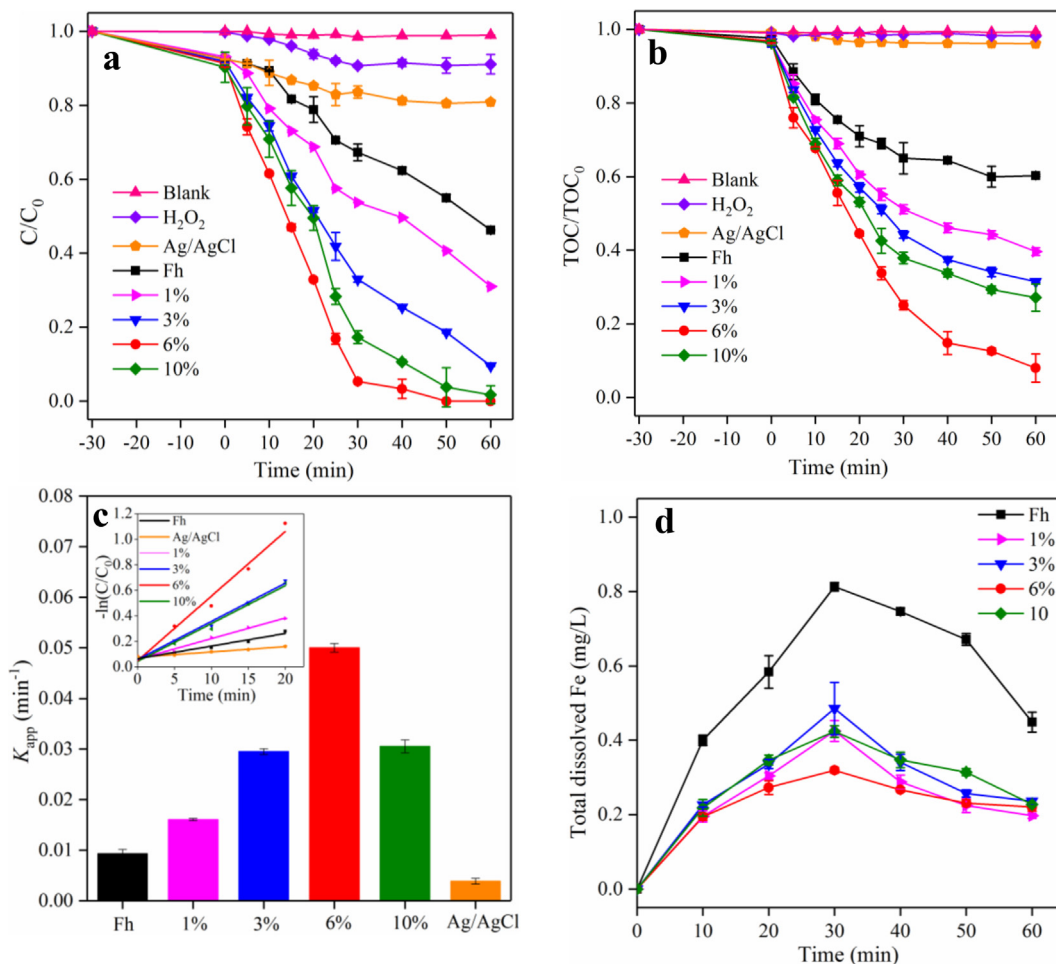 a
C/C0
1.0
0.8
0.6
0.4
0.2
0.0
Blank
H2O2
Ag/AgCl
Fh
1%
3%
6%
10%
-30 -20 -10 0 10 20 30 40 50 60
Time (min)
b
TOC/TOC0
1.0
0.8
0.6
0.4
0.2
0.0
Blank
H2O2
Ag/AgCl
Fh
1%
3%
6%
10%
-30 -20 -10 0 10 20 30 40 50 60
Time (min)
c
Kapp (min-1)
0.08
0.07
0.06
0.05
0.04
0.03
0.02
0.01
0.00
-ln(C/C0)
1.2
1.0
0.8
0.6
0.4
0.2
0.0
Fh
Ag/AgCl
1%
3%
6%
10%
0 5 10 15 20
Time (min)
Fh 1% 3% 6% 10% Ag/AgCl
d
Total dissolved Fe (mg/L)
1.0
0.8
0.6
0.4
0.2
0.0
Fh
1%
3%
6%
10
0 10 20 30 40 50 60
Time (min)